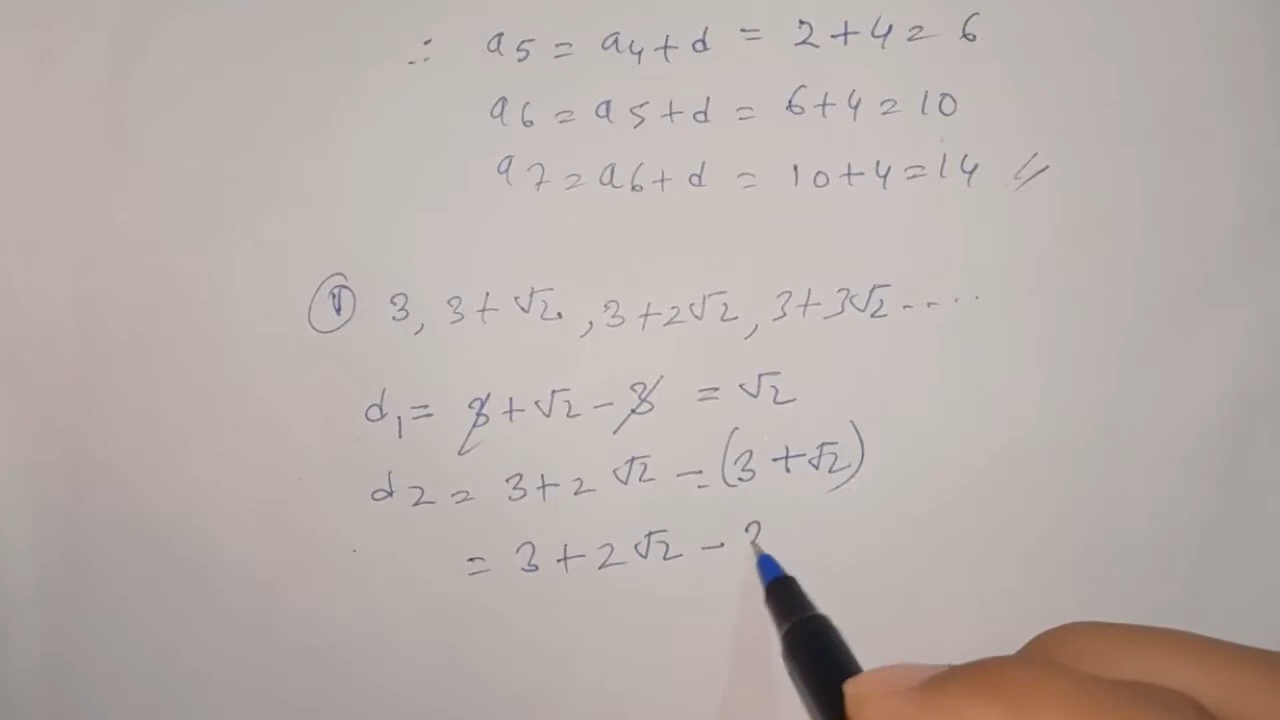 ∴ a5 = a4 + d = 2 + 4 = 6
a6 = a5 + d = 6 + 4 = 10
a7 = a6 + d = 10 + 4 = 14 //
(v) 3, 3 + √2, 3 + 2√2, 3 + 3√2 ....
d1 = 3 + √2 - 3 = √2
d2 = 3 + 2√2 - (3 + √2)
= 3 + 2√2 - 3